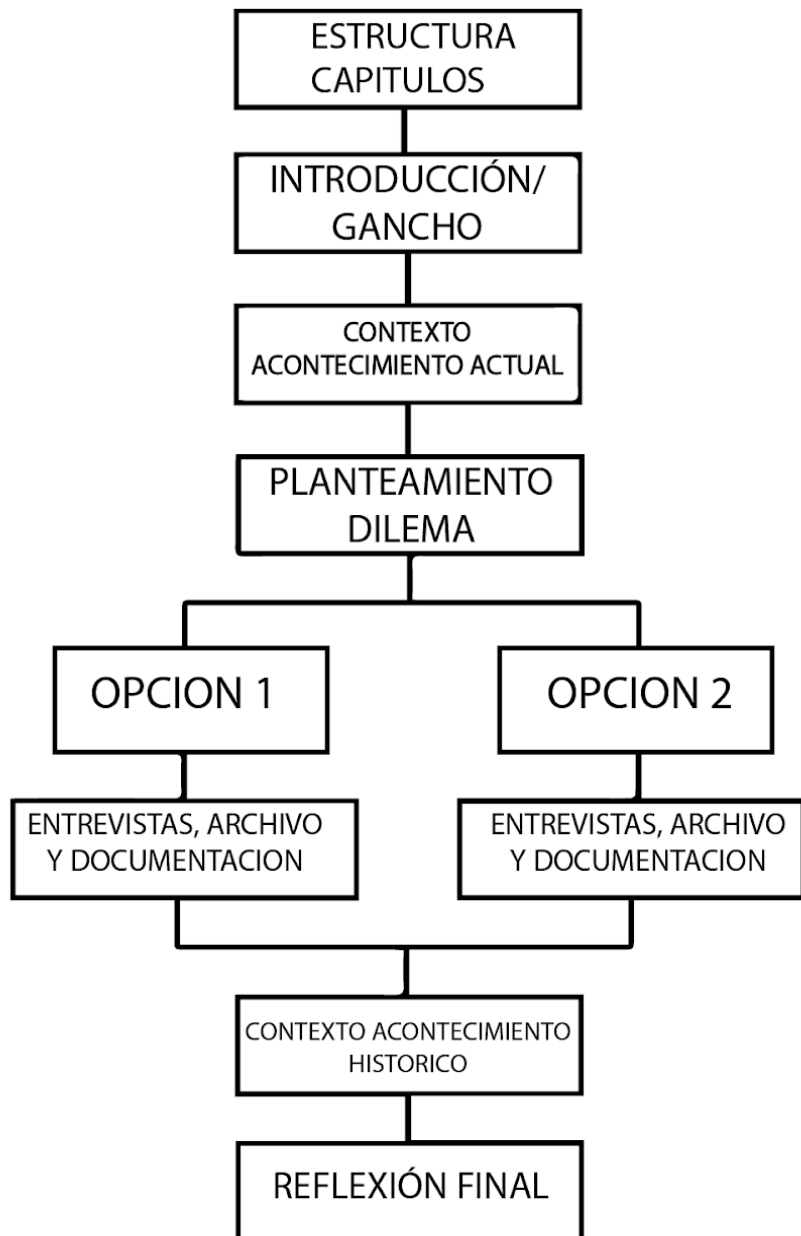 ESTRUCTURA
CAPITULOS
INTRODUCCIÓN/
GANCHO
CONTEXTO
ACONTECIMIENTO ACTUAL
PLANTEAMIENTO
DILEMA
OPCION 1
OPCION 2
ENTREVISTAS, ARCHIVO
Y DOCUMENTACION
ENTREVISTAS, ARCHIVO
Y DOCUMENTACION
CONTEXTO ACONTECIMIENTO
HISTORICO
REFLEXIÓN FINAL